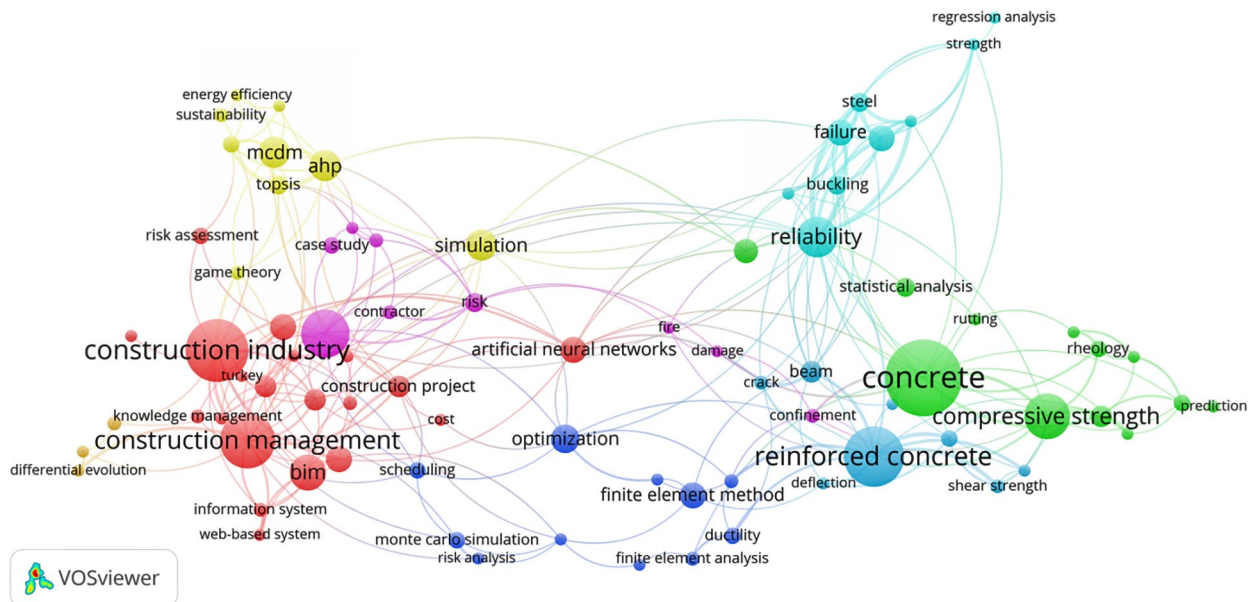 regression analysis
strength
energy efficiency
steel
sustainability
failure
mcdm
ahp
topsis
buckling
risk assessment
case study
simulation
reliability
game theory
statistical analysis
risk
contractor
rutting
fire
construction industry
artificial neural networks
damage
rheology
turkey
beam
concrete
construction project
crack
knowledge management
cost
confinement
compressive strength
prediction
construction management
optimization
reinforced concrete
differential evolution
bim
scheduling
deflection
shear strength
finite element method
information system
web-based system
monte carlo simulation
ductility
risk analysis
finite element analysis
VOSviewer